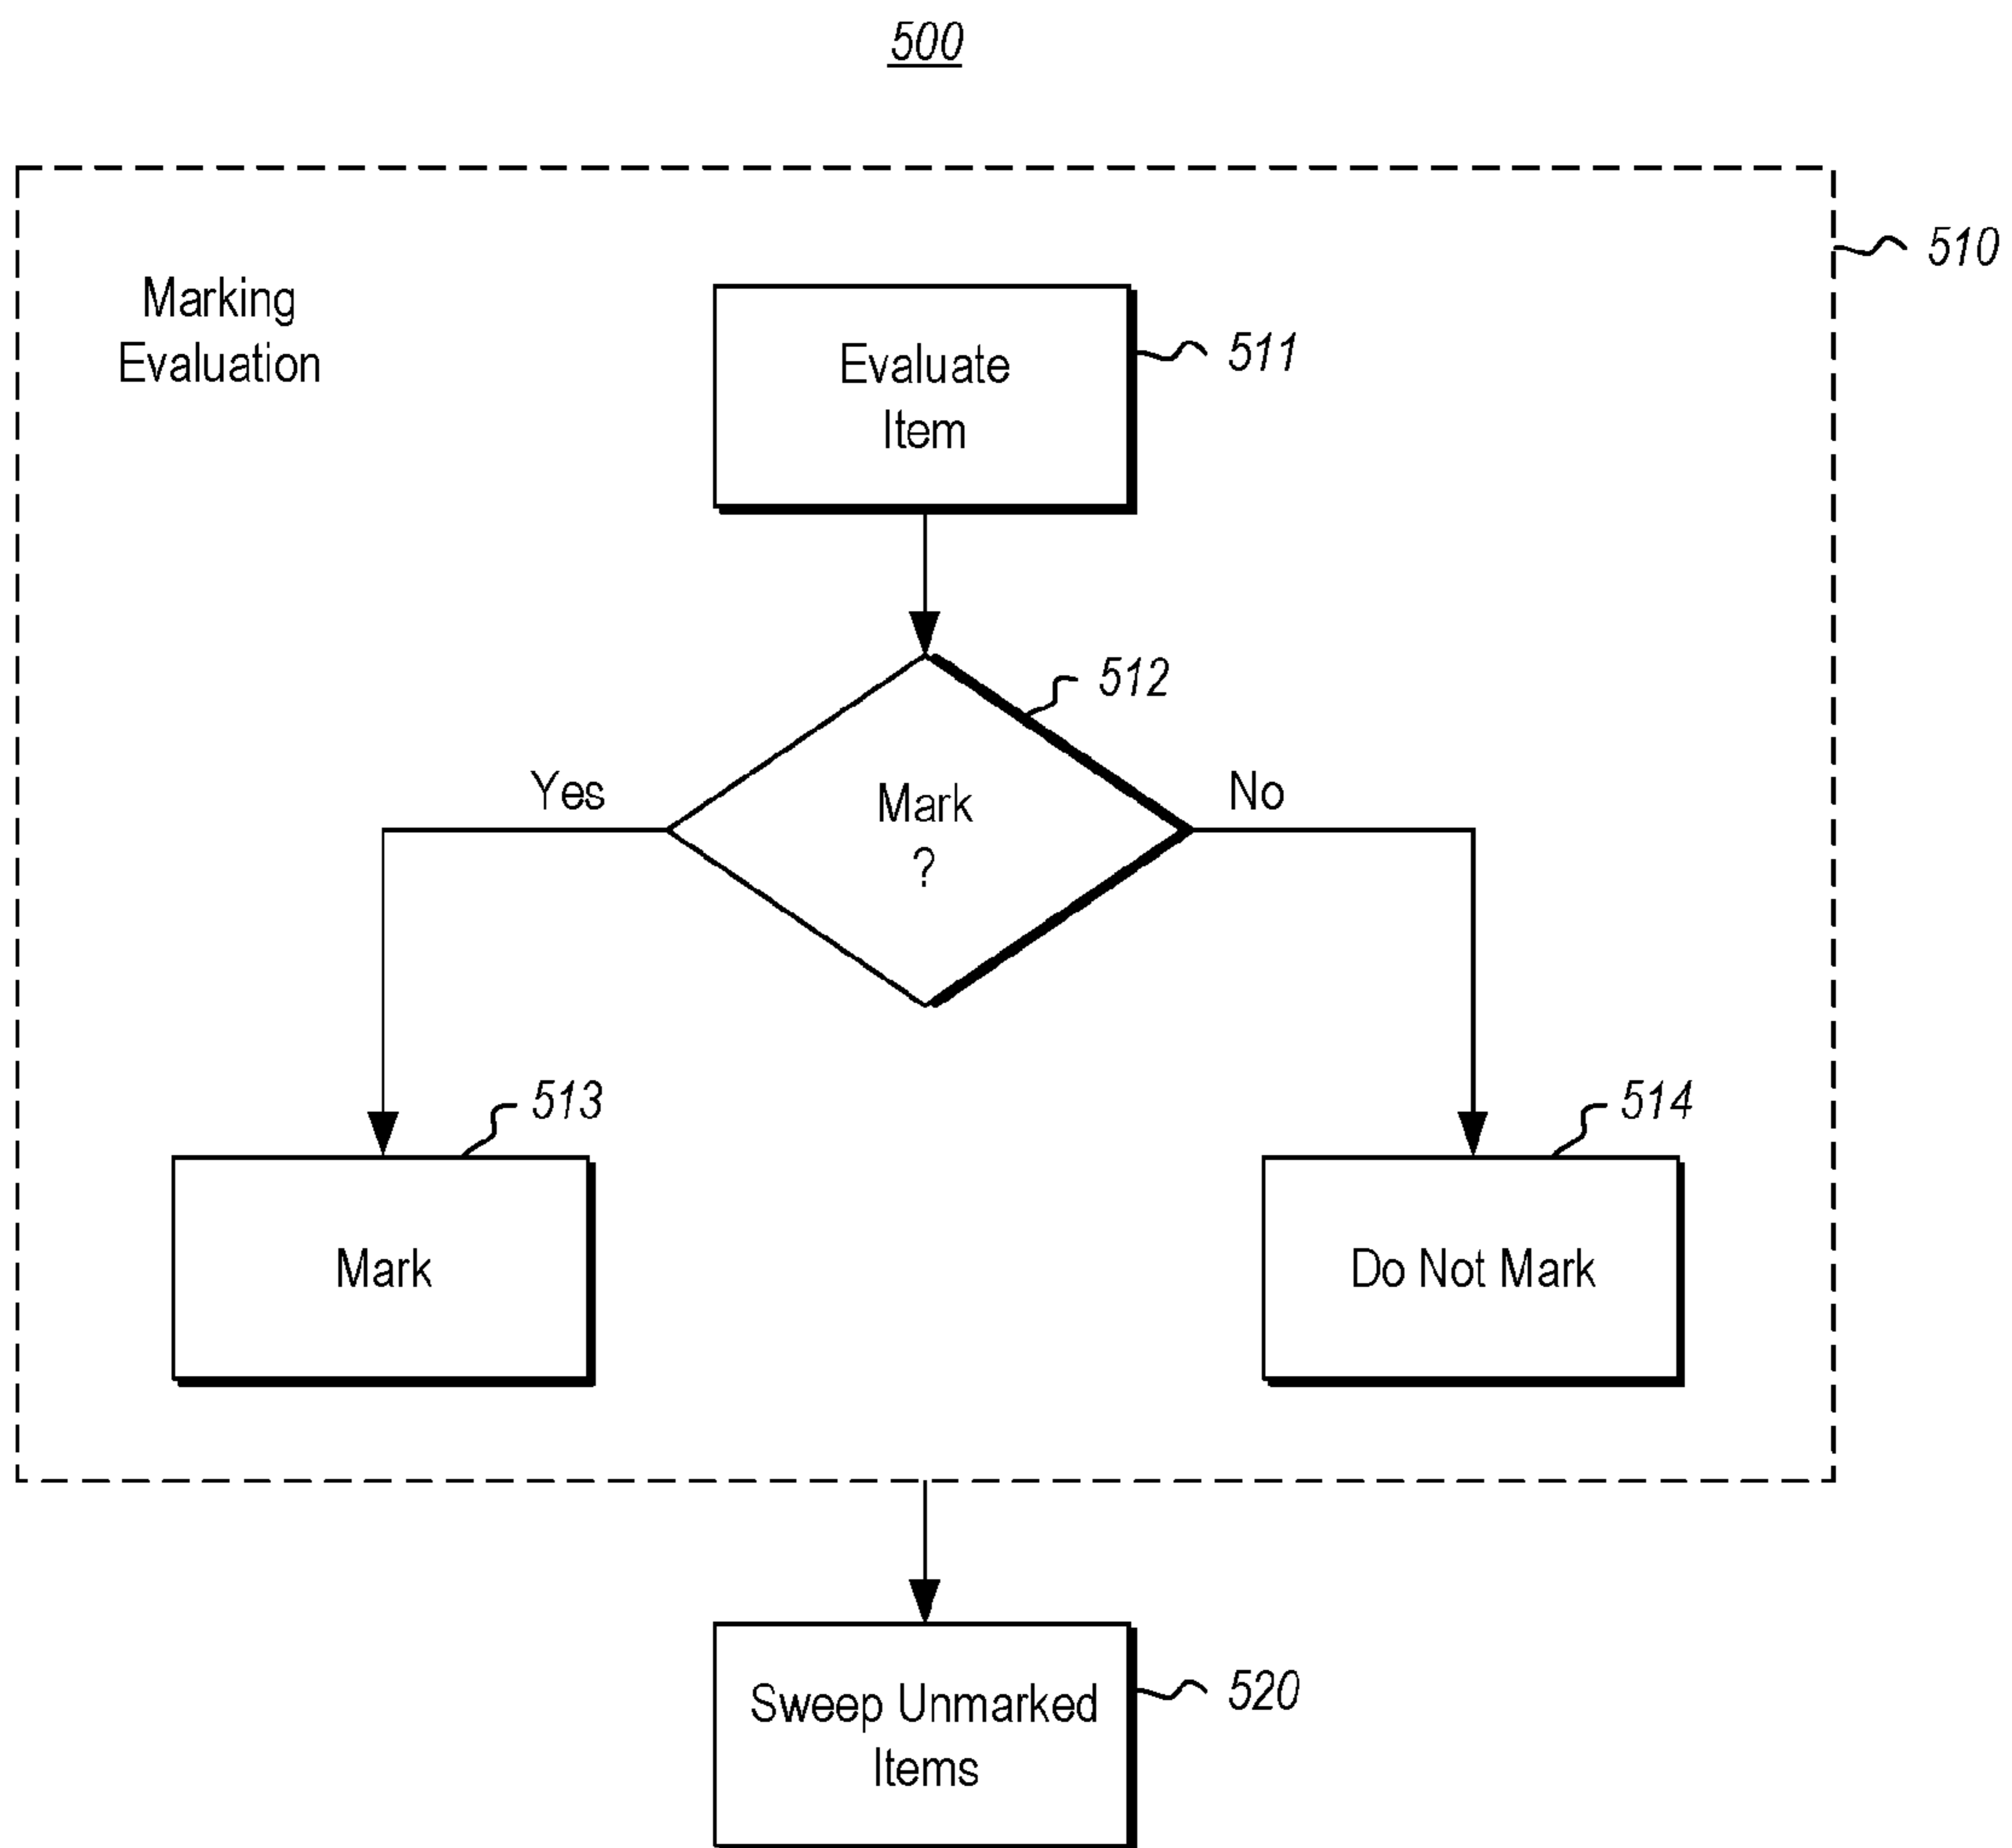 500
510
Marking
Evaluation
Evaluate
Item
511
512
Yes
Mark
?
No
513
514
Mark
Do Not Mark
Sweep Unmarked
Items
520